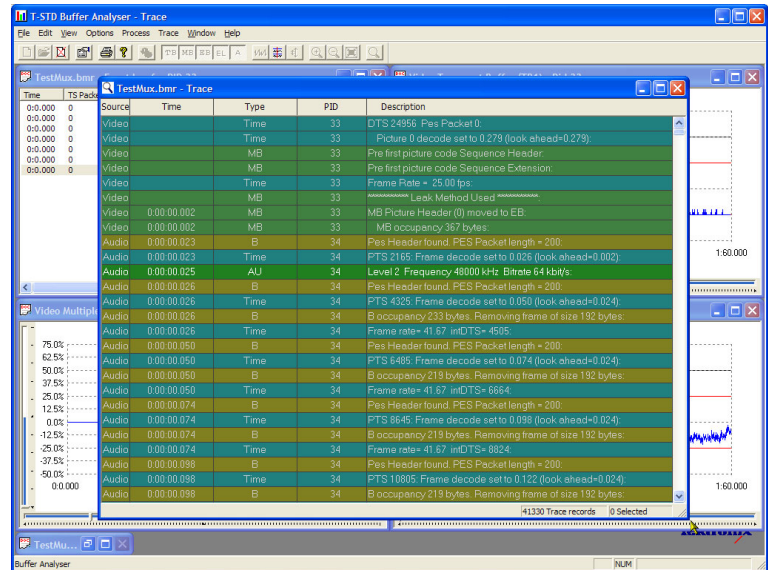 T-STD Buffer Analyser - Trace
File Edit View Options Process Trace Window Help
TB MB EB EL A
TestMux.bmr
Time TS Packe
0:0.000 0
0:0.000 0
0:0.000 0
0:0.000 0
0:0.000 0
0:0.000 0
0:0.000 0
TestMux.bmr - Trace
Source Time Type PID Description
Video Time 33 DTS 24956 Pes Packet 0:
Video Time 33 Picture 0 decode set to 0.279 (look ahead=0.279):
Video MB 33 Pre first picture code Sequence Header:
Video MB 33 Pre first picture code Sequence Extension:
Video Time 33 Frame Rate = 25.00 fps:
Video MB 33 *********** Leak Method Used ***********:
Video 0:00:00.002 MB 33 MB Picture Header (0) moved to EB:
Video 0:00:00.002 MB 33 MB occupancy 367 bytes:
Audio 0:00:00.023 B 34 Pes Header found. PES Packet length = 200:
Audio 0:00:00.023 Time 34 PTS 2165: Frame decode set to 0.026 (look ahead=0.002):
Audio 0:00:00.025 AU 34 Level 2 Frequency 48000 kHz Bitrate 64 kbit/s:
Audio 0:00:00.026 B 34 Pes Header found. PES Packet length = 200:
Audio 0:00:00.026 Time 34 PTS 4325: Frame decode set to 0.050 (look ahead=0.024):
Audio 0:00:00.026 B 34 B occupancy 233 bytes. Removing frame of size 192 bytes:
Audio 0:00:00.026 Time 34 Frame rate= 41.67 intDTS= 4505:
Audio 0:00:00.050 B 34 Pes Header found. PES Packet length = 200:
Audio 0:00:00.050 Time 34 PTS 6485: Frame decode set to 0.074 (look ahead=0.024):
Audio 0:00:00.050 B 34 B occupancy 219 bytes. Removing frame of size 192 bytes:
Audio 0:00:00.050 Time 34 Frame rate= 41.67 intDTS= 6664:
Audio 0:00:00.074 B 34 Pes Header found. PES Packet length = 200:
Audio 0:00:00.074 Time 34 PTS 8645: Frame decode set to 0.098 (look ahead=0.024):
Audio 0:00:00.074 B 34 B occupancy 219 bytes. Removing frame of size 192 bytes:
Audio 0:00:00.074 Time 34 Frame rate= 41.67 intDTS= 8824:
Audio 0:00:00.098 B 34 Pes Header found. PES Packet length = 200:
Audio 0:00:00.098 Time 34 PTS 10805: Frame decode set to 0.122 (look ahead=0.024):
Audio 0:00:00.098 B 34 B occupancy 219 bytes. Removing frame of size 192 bytes:
41330 Trace records 0 Selected
1:60.000
Video Multiple
75.0%
62.5%
50.0%
37.5%
25.0%
12.5%
0.0%
-12.5%
-25.0%
-37.5%
-50.0%
0:0.000
1:60.000
TestMu...
Buffer Analyser NUM